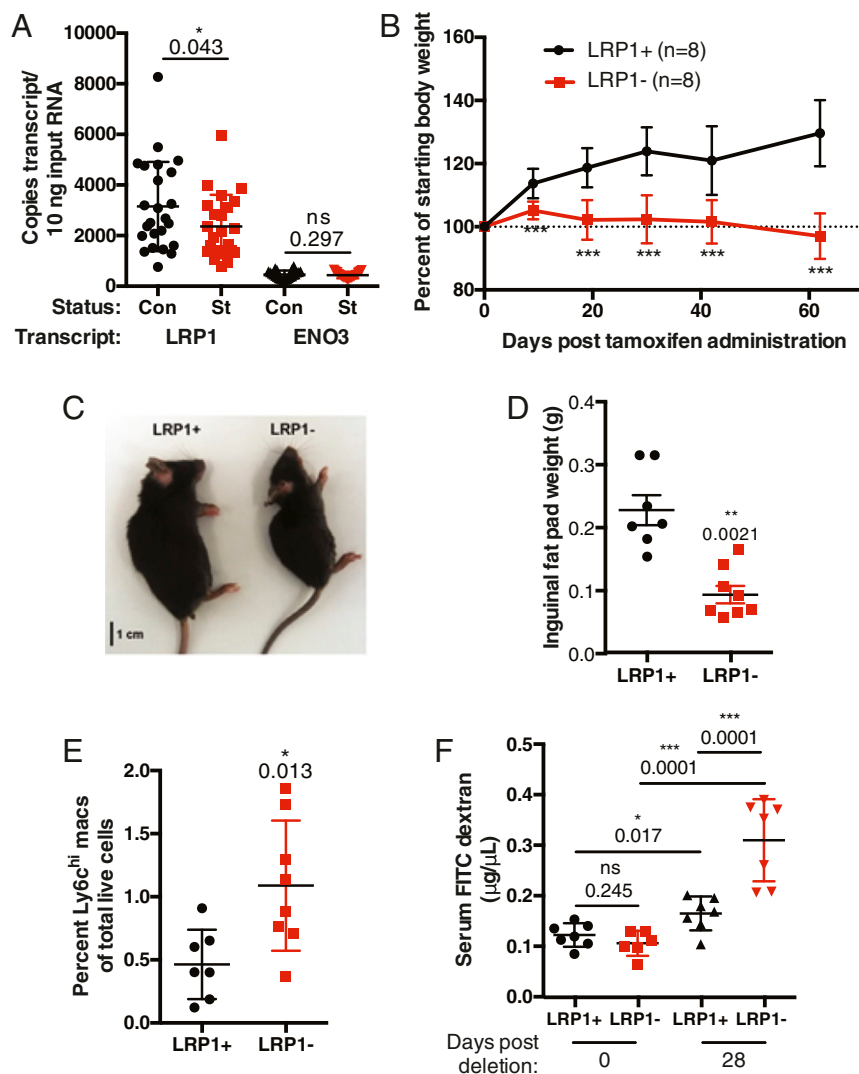 A
*
0.043
Copies transcript/
10 ng input RNA
10000
8000
6000
4000
2000
0
ns
0.297
Status: Con St Con St
Transcript: LRP1 ENO3
B
Percent of starting body weight
160
140
120
100
80
LRP1+ (n=8)
LRP1- (n=8)
*** *** *** *** ***
0 20 40 60
Days post tamoxifen administration
C
LRP1+ LRP1-
1 cm
D
Inguinal fat pad weight (g)
0.4
0.3
0.2
0.1
0.0
**
0.0021
LRP1+ LRP1-
E
Percent Ly6c^hi macs
of total live cells
2.0
1.5
1.0
0.5
0.0
*
0.013
LRP1+ LRP1-
F
Serum FITC dextran
(µg/µL)
0.5
0.4
0.3
0.2
0.1
0.0
***
0.0001
***
0.0001
*
0.017
ns
0.245
LRP1+ LRP1- LRP1+ LRP1-
Days post
deletion: 0 28